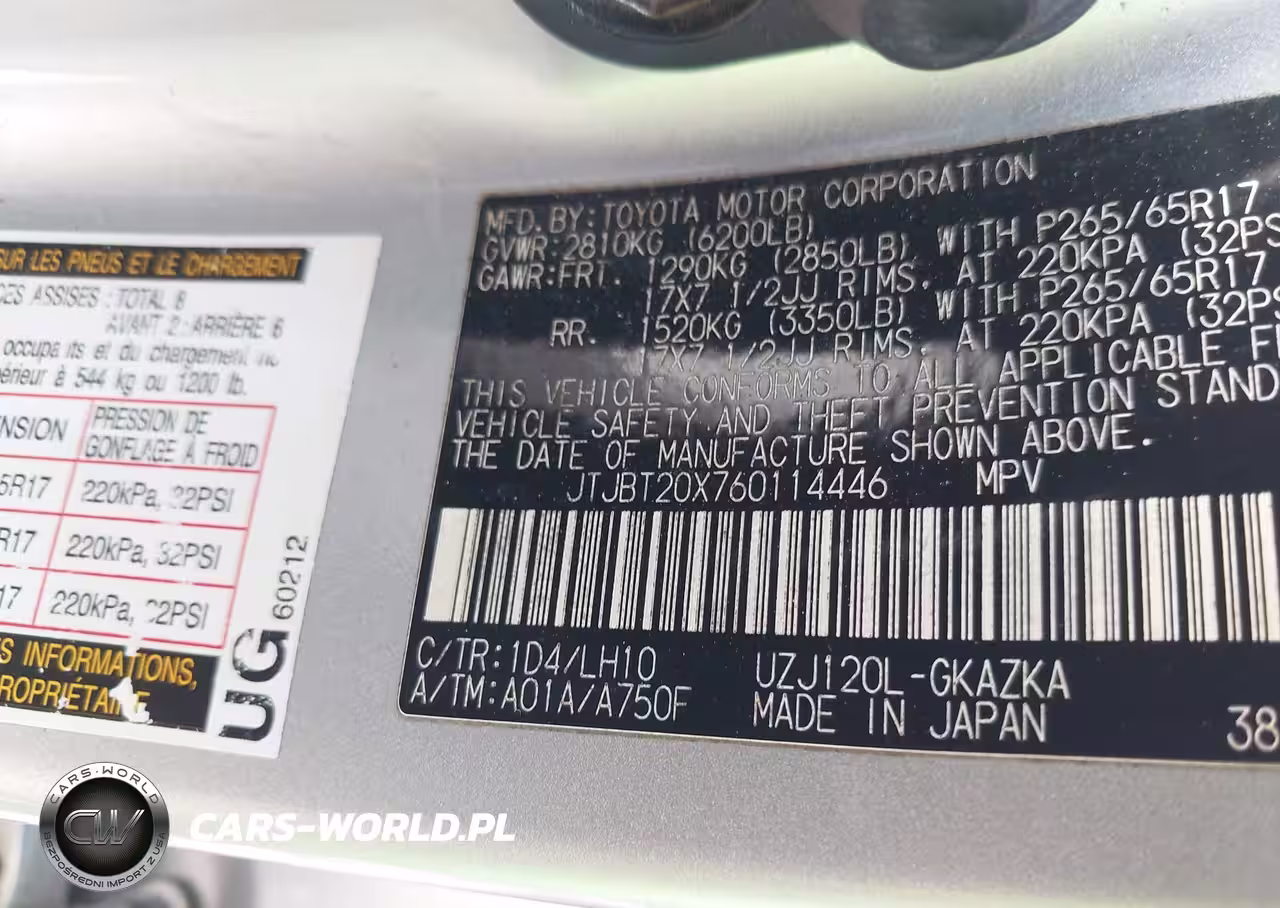 SUR LES PNEUS ET LE CHARGEMENT
CES ASSISES : TOTAL 8
AVANT 2 : ARRIÈRE 6
occupa ts et du chargement
érieur à 544 kg ou 1200 lb.
NSION PRESSION DE
GONFLAGE À FROID
5R17 220kPa, 32PSI
R17 220kPa, 32PSI
17 220kPa, 32PSI
S INFORMATIONS,
ROPRIÉTAIRE
UG 60212
MFD. BY: TOYOTA MOTOR CORPORATION
GVWR: 2810KG (6200LB)
GAWR: FRT. 1290KG (2850LB) WITH P265/65R17
17X7 1/2JJ RIMS, AT 220KPA (32PS
RR. 1520KG (3350LB) WITH P265/65R17
17X7 1/2JJ RIMS, AT 220KPA (32PS
THIS VEHICLE CONFORMS TO ALL APPLICABLE FE
VEHICLE SAFETY AND THEFT PREVENTION STAND
THE DATE OF MANUFACTURE SHOWN ABOVE.
JTJBT20X760114446 MPV
C/TR: 1D4/LH10 UZJ120L-GKAZKA
A/TM: A01A/A750F MADE IN JAPAN 38
CARS-WORLD
CW
BEZPOŚREDNI IMPORT Z USA
CARS-WORLD.PL